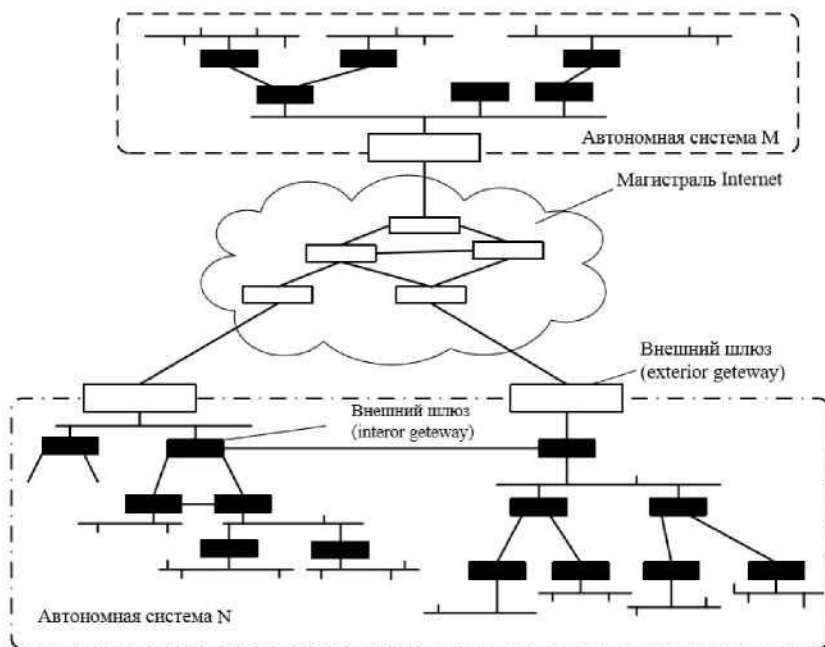 Автономная система M
Магистраль Internet
Внешний шлюз
(exterior geteway)
Внешний шлюз
(interor geteway)
Автономная система N